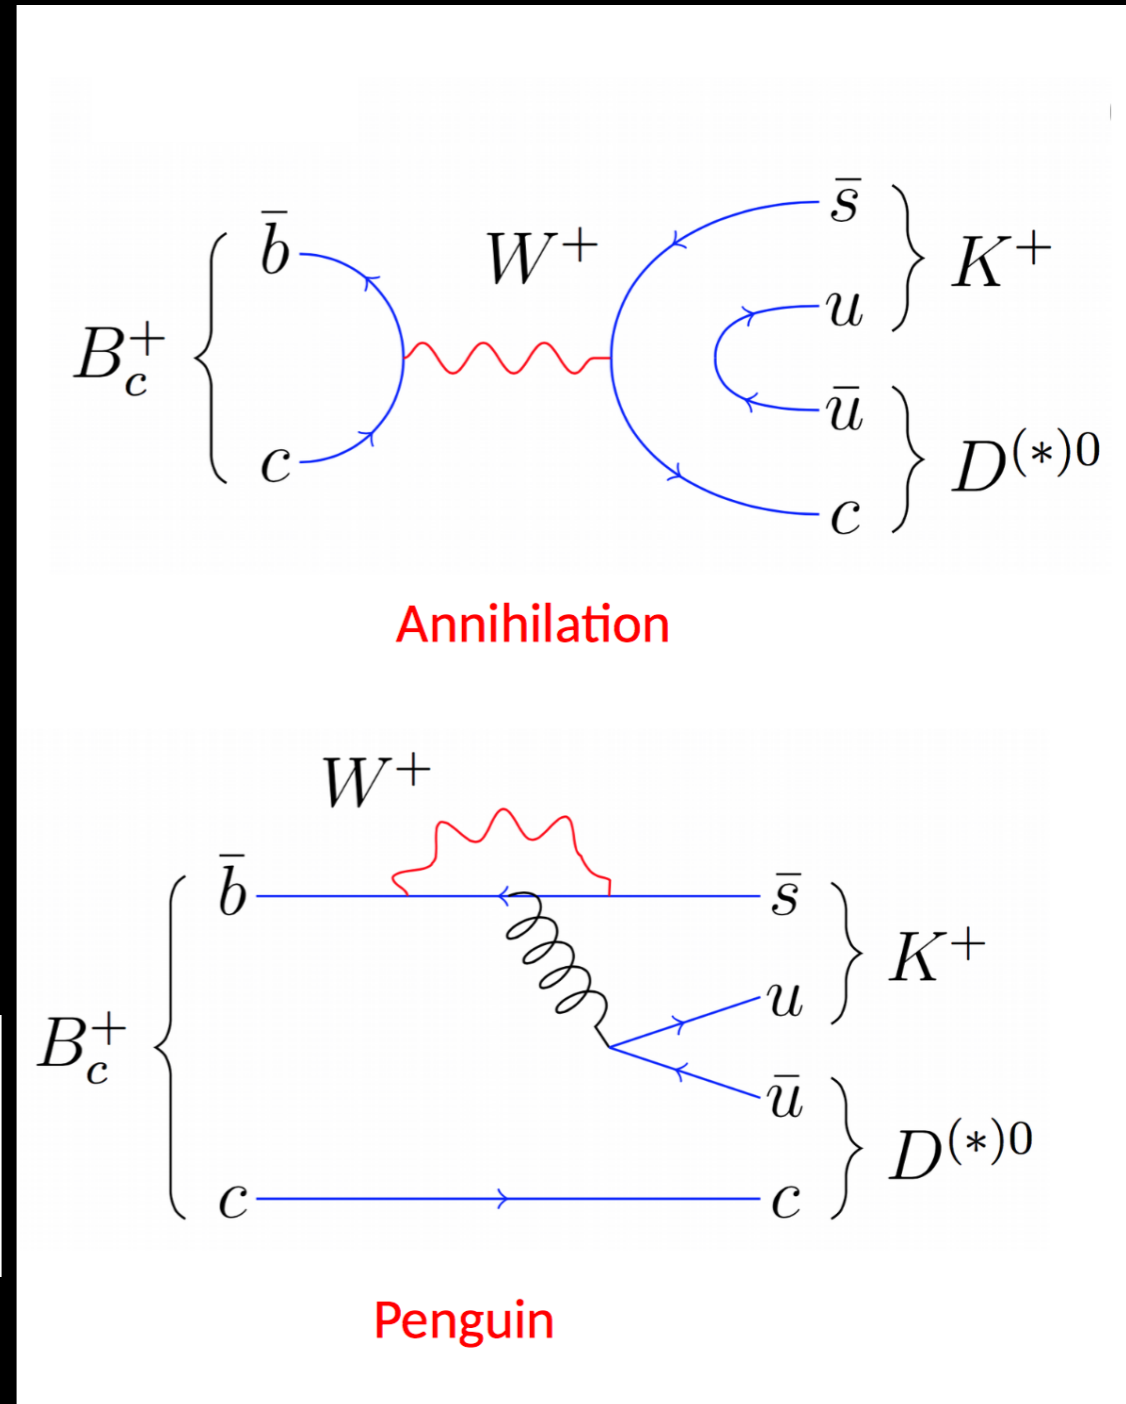 s̅
b̅
W⁺
K⁺
u
B_c⁺
u̅
c
D⁽*⁾⁰
c
Annihilation
W⁺
b̅
s̅
K⁺
u
B_c⁺
u̅
D⁽*⁾⁰
c
c
Penguin